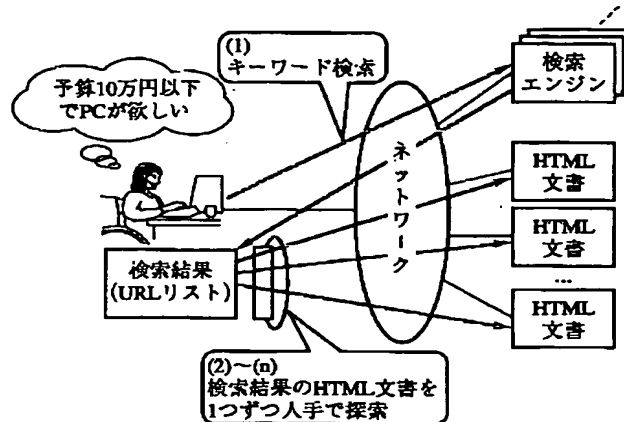 (1)
キーワード検索
検索
エンジン
予算10万円以下
でPCが欲しい
ネットワーク
HTML
文書
HTML
文書
...
HTML
文書
検索結果
(URLリスト)
(2)〜(n)
検索結果のHTML文書を
1つずつ人手で探索